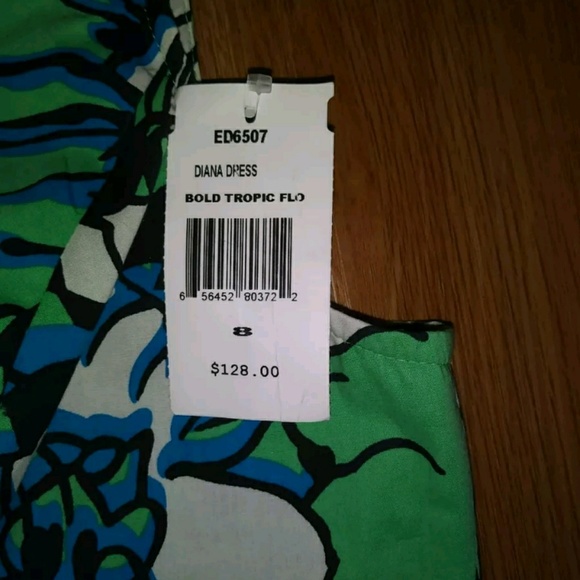 ED6507
DIANA DRESS
BOLD TROPIC FLO
6 56452 80372 2
8
$128.00